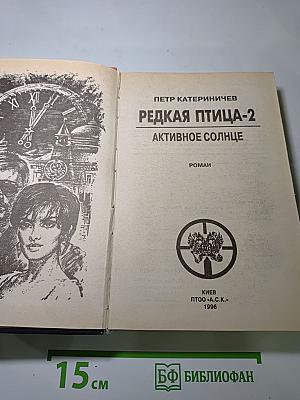 ПЕТР КАТЕРИНИЧЕВ
РЕДКАЯ ПТИЦА-2
АКТИВНОЕ СОЛНЦЕ
РОМАН
КИЕВ
ПТОО «А.С.К.»
1996
15 см
БФ БИБЛИОФАН